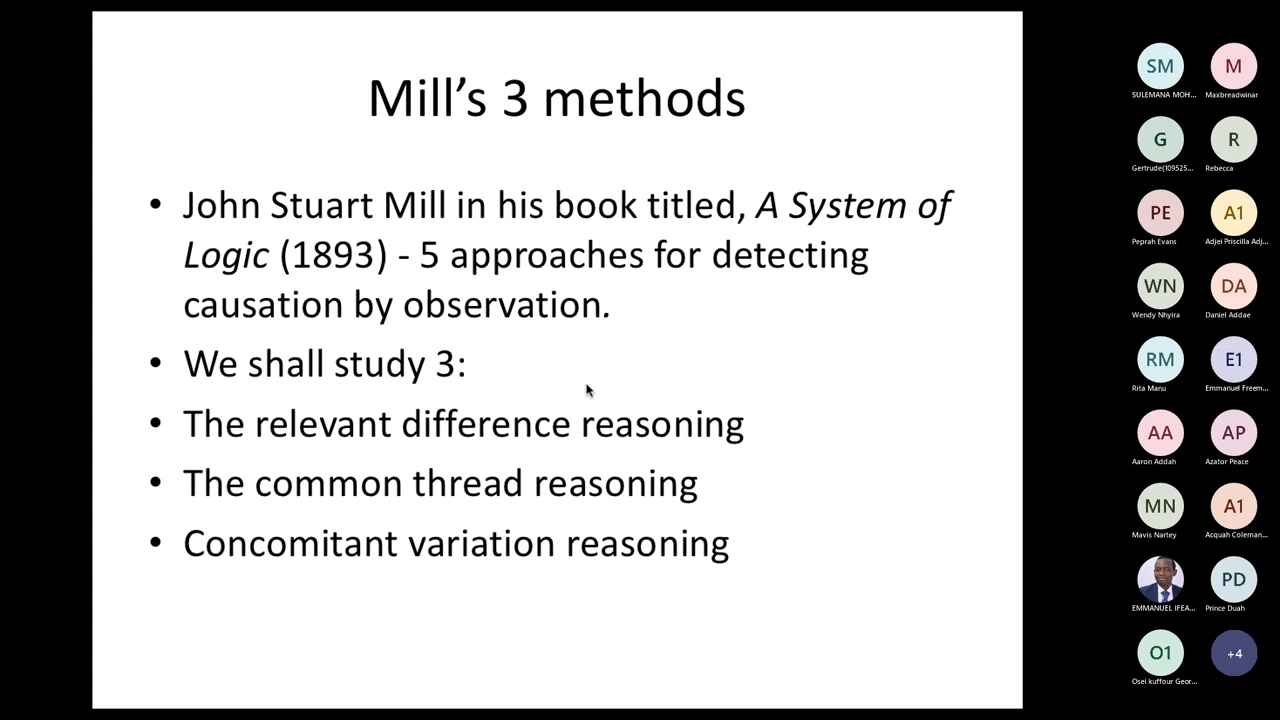 Mill's 3 methods
• John Stuart Mill in his book titled, A System of
Logic (1893) - 5 approaches for detecting
causation by observation.
• We shall study 3:
• The relevant difference reasoning
• The common thread reasoning
• Concomitant variation reasoning
SM
M
SULEMANA MOH...
Maxbreadwinar
G
R
Gertrude(109525...
Rebecca
PE
A1
Peprah Evans
Adjei Priscilla Adj...
WN
DA
Wendy Nhyira
Daniel Addae
RM
E1
Rita Manu
Emmanuel Freem...
AA
AP
Aaron Addah
Azator Peace
MN
A1
Mavis Nartey
Acquah Coleman...
PD
EMMANUEL IFEA...
Prince Duah
O1
+4
Osei kuffour Geor...